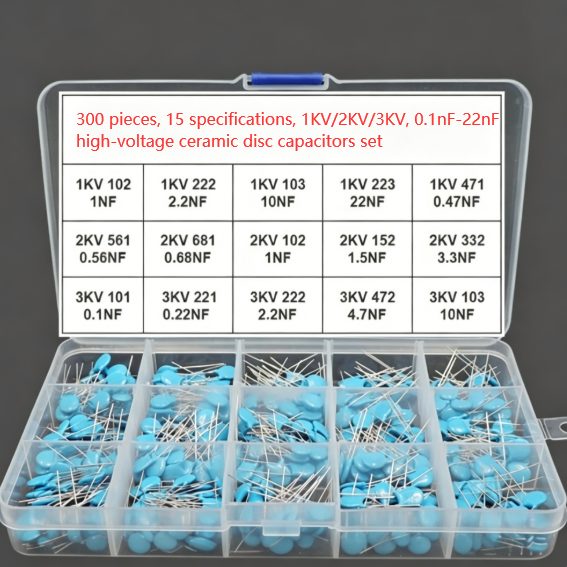 300 pieces, 15 specifications, 1KV/2KV/3KV, 0.1nF-22nF
high-voltage ceramic disc capacitors set
1KV 102 1KV 222 1KV 103 1KV 223 1KV 471
1NF 2.2NF 10NF 22NF 0.47NF
2KV 561 2KV 681 2KV 102 2KV 152 2KV 332
0.56NF 0.68NF 1NF 1.5NF 3.3NF
3KV 101 3KV 221 3KV 222 3KV 472 3KV 103
0.1NF 0.22NF 2.2NF 4.7NF 10NF